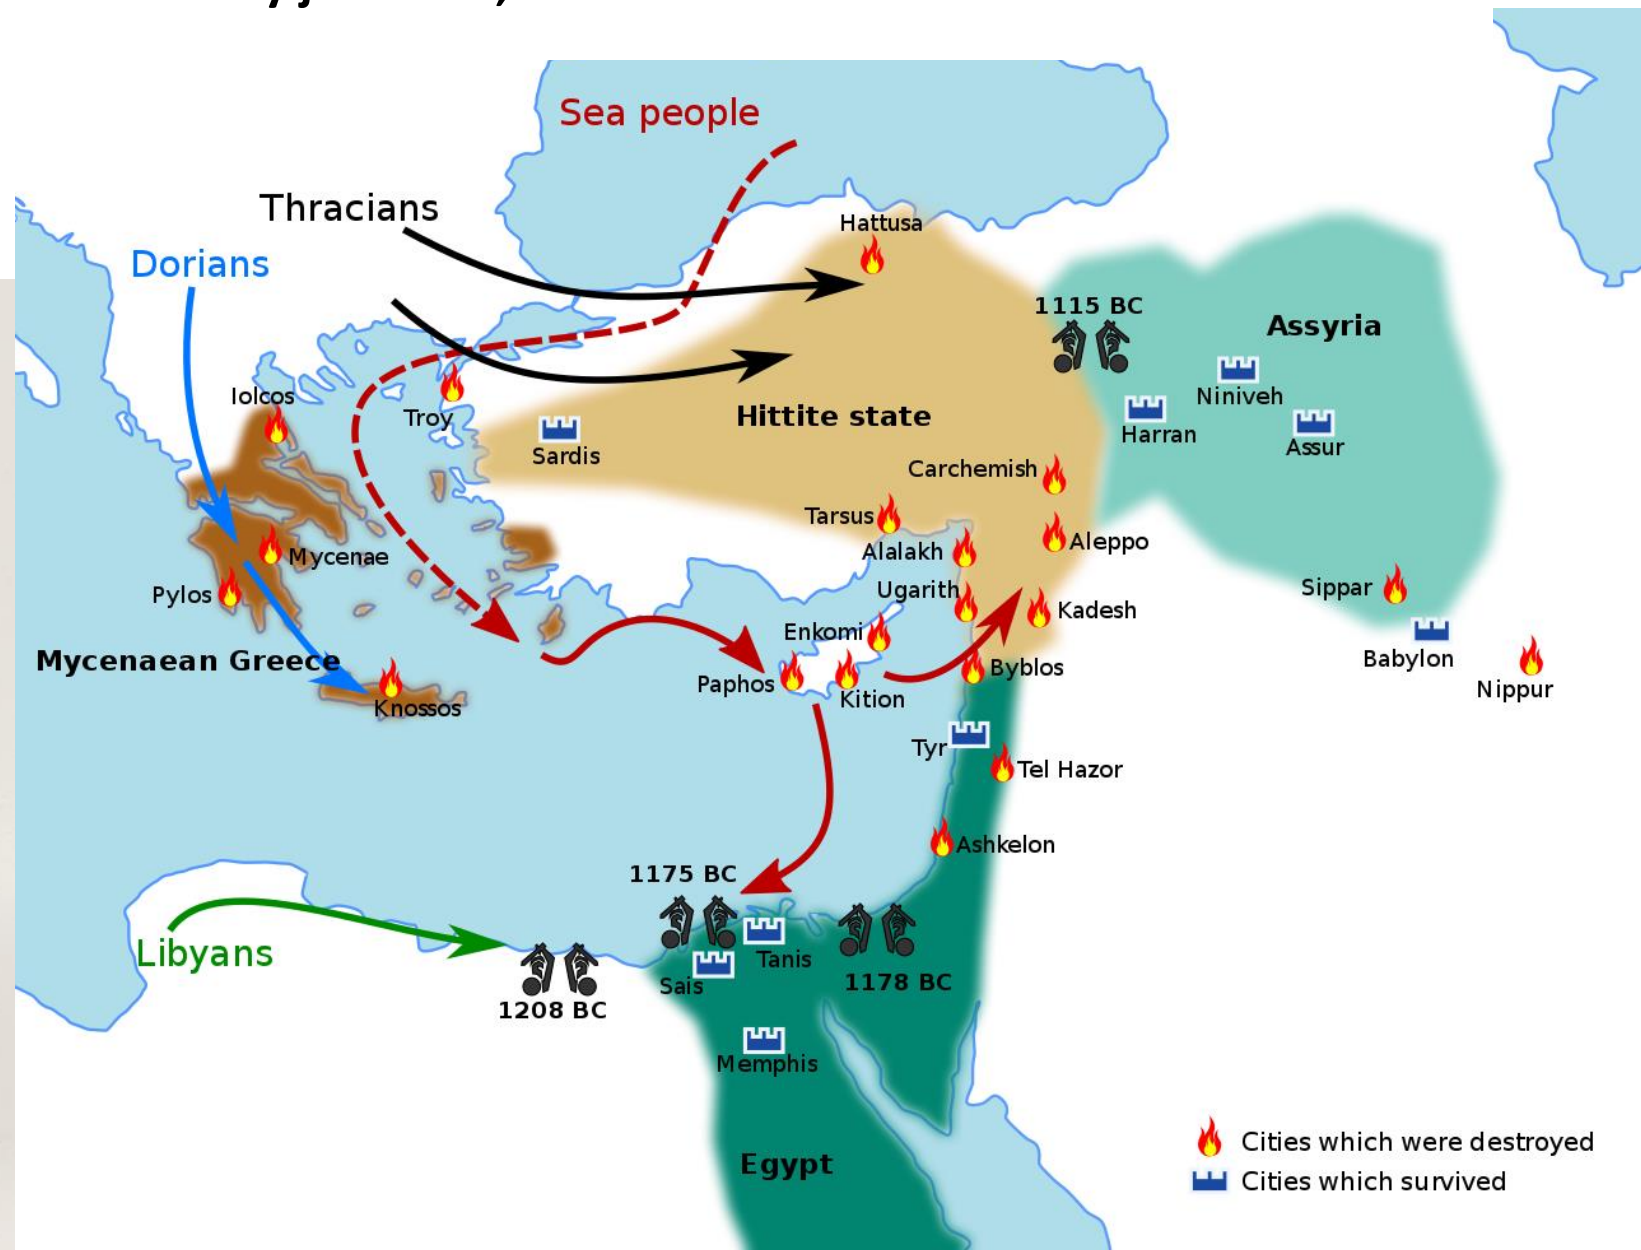 Sea people
Thracians
Hattusa
Dorians
1115 BC
Assyria
Iolcos
Niniveh
Troy
Hittite state
Harran
Assur
Sardis
Carchemish
Tarsus
Aleppo
Alalakh
Mycenae
Ugarith
Sippar
Pylos
Kadesh
Enkomi
Mycenaean Greece
Byblos
Babylon
Paphos
Kition
Nippur
Knossos
Tyr
Tel Hazor
Ashkelon
1175 BC
Libyans
Tanis
Sais
1178 BC
1208 BC
Memphis
Cities which were destroyed
Egypt
Cities which survived